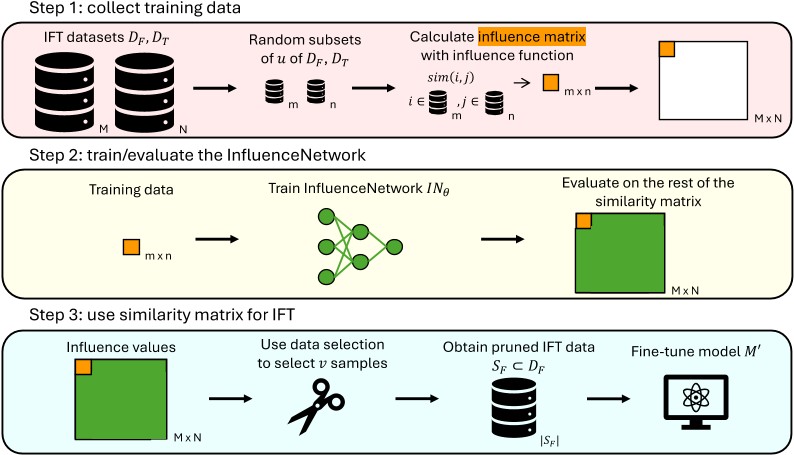 Step 1: collect training data
IFT datasets D_F, D_T
M
N
Random subsets
of u of D_F, D_T
m
n
Calculate influence matrix
with influence function
sim(i, j)
i ∈
m
, j ∈
n
m x n
M x N
Step 2: train/evaluate the InfluenceNetwork
Training data
m x n
Train InfluenceNetwork IN_θ
Evaluate on the rest of the
similarity matrix
M x N
Step 3: use similarity matrix for IFT
Influence values
M x N
Use data selection
to select v samples
Obtain pruned IFT data
S_F ⊂ D_F
|S_F|
Fine-tune model M′